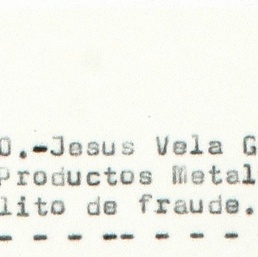 O.-Jesus Vela G
Productos Metal
lito de fraude.
- - - -- - - -